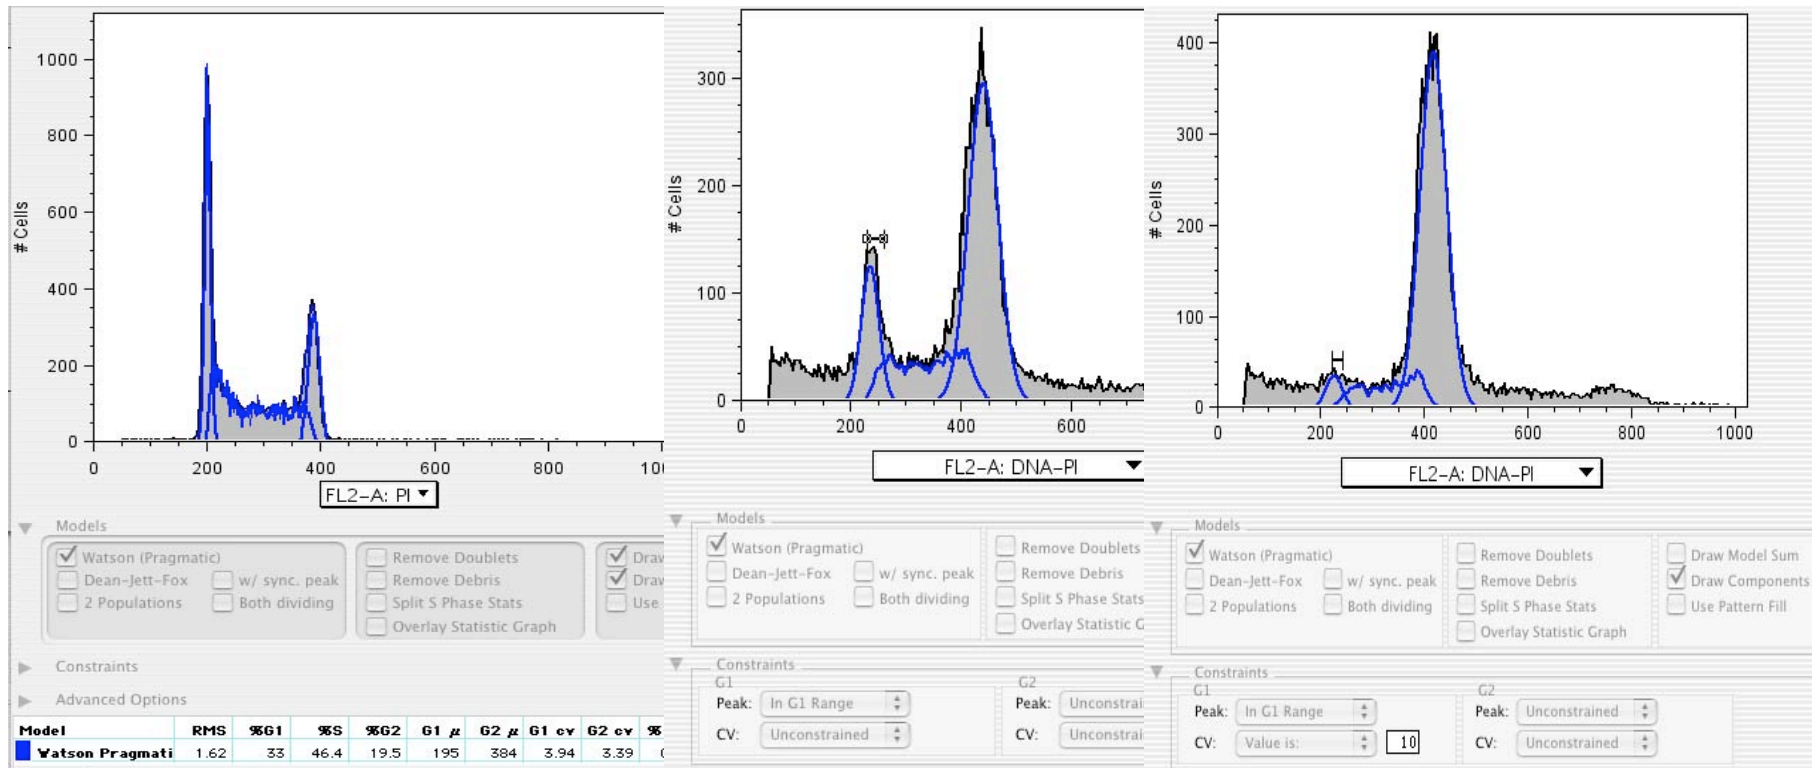 # Cells
1000
800
600
400
200
0
0 200 400 600 800 100
FL2-A: PI
Models
Watson (Pragmatic)
Dean-Jett-Fox w/ sync. peak
2 Populations Both dividing
Remove Doublets
Remove Debris
Split S Phase Stats
Overlay Statistic Graph
Draw
Draw
Use
Constraints
Advanced Options
Model RMS %G1 %S %G2 G1 µ G2 µ G1 cv G2 cv %
Watson Pragmati 1.62 33 46.4 19.5 195 384 3.94 3.39
# Cells
300
200
100
0
0 200 400 600
FL2-A: DNA-PI
Models
Watson (Pragmatic)
Dean-Jett-Fox w/ sync. peak
2 Populations Both dividing
Remove Doublets
Remove Debris
Split S Phase Stats
Overlay Statistic G
Constraints
G1
Peak: In G1 Range
CV: Unconstrained
G2
Peak: Unconstrai
CV: Unconstrai
# Cells
400
300
200
100
0
0 200 400 600 800 1000
FL2-A: DNA-PI
Models
Watson (Pragmatic)
Dean-Jett-Fox w/ sync. peak
2 Populations Both dividing
Remove Doublets
Remove Debris
Split S Phase Stats
Overlay Statistic Graph
Draw Model Sum
Draw Components
Use Pattern Fill
Constraints
G1
Peak: In G1 Range
CV: Value is: 10
G2
Peak: Unconstrained
CV: Unconstrained